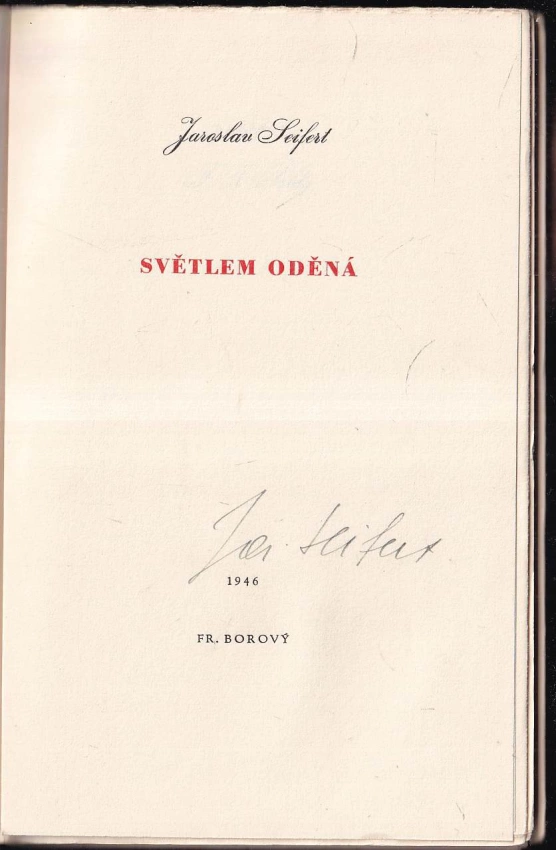 Jaroslav Seifert
SVĚTLEM ODĚNÁ
Jar. Seifert
1946
FR. BOROVÝ